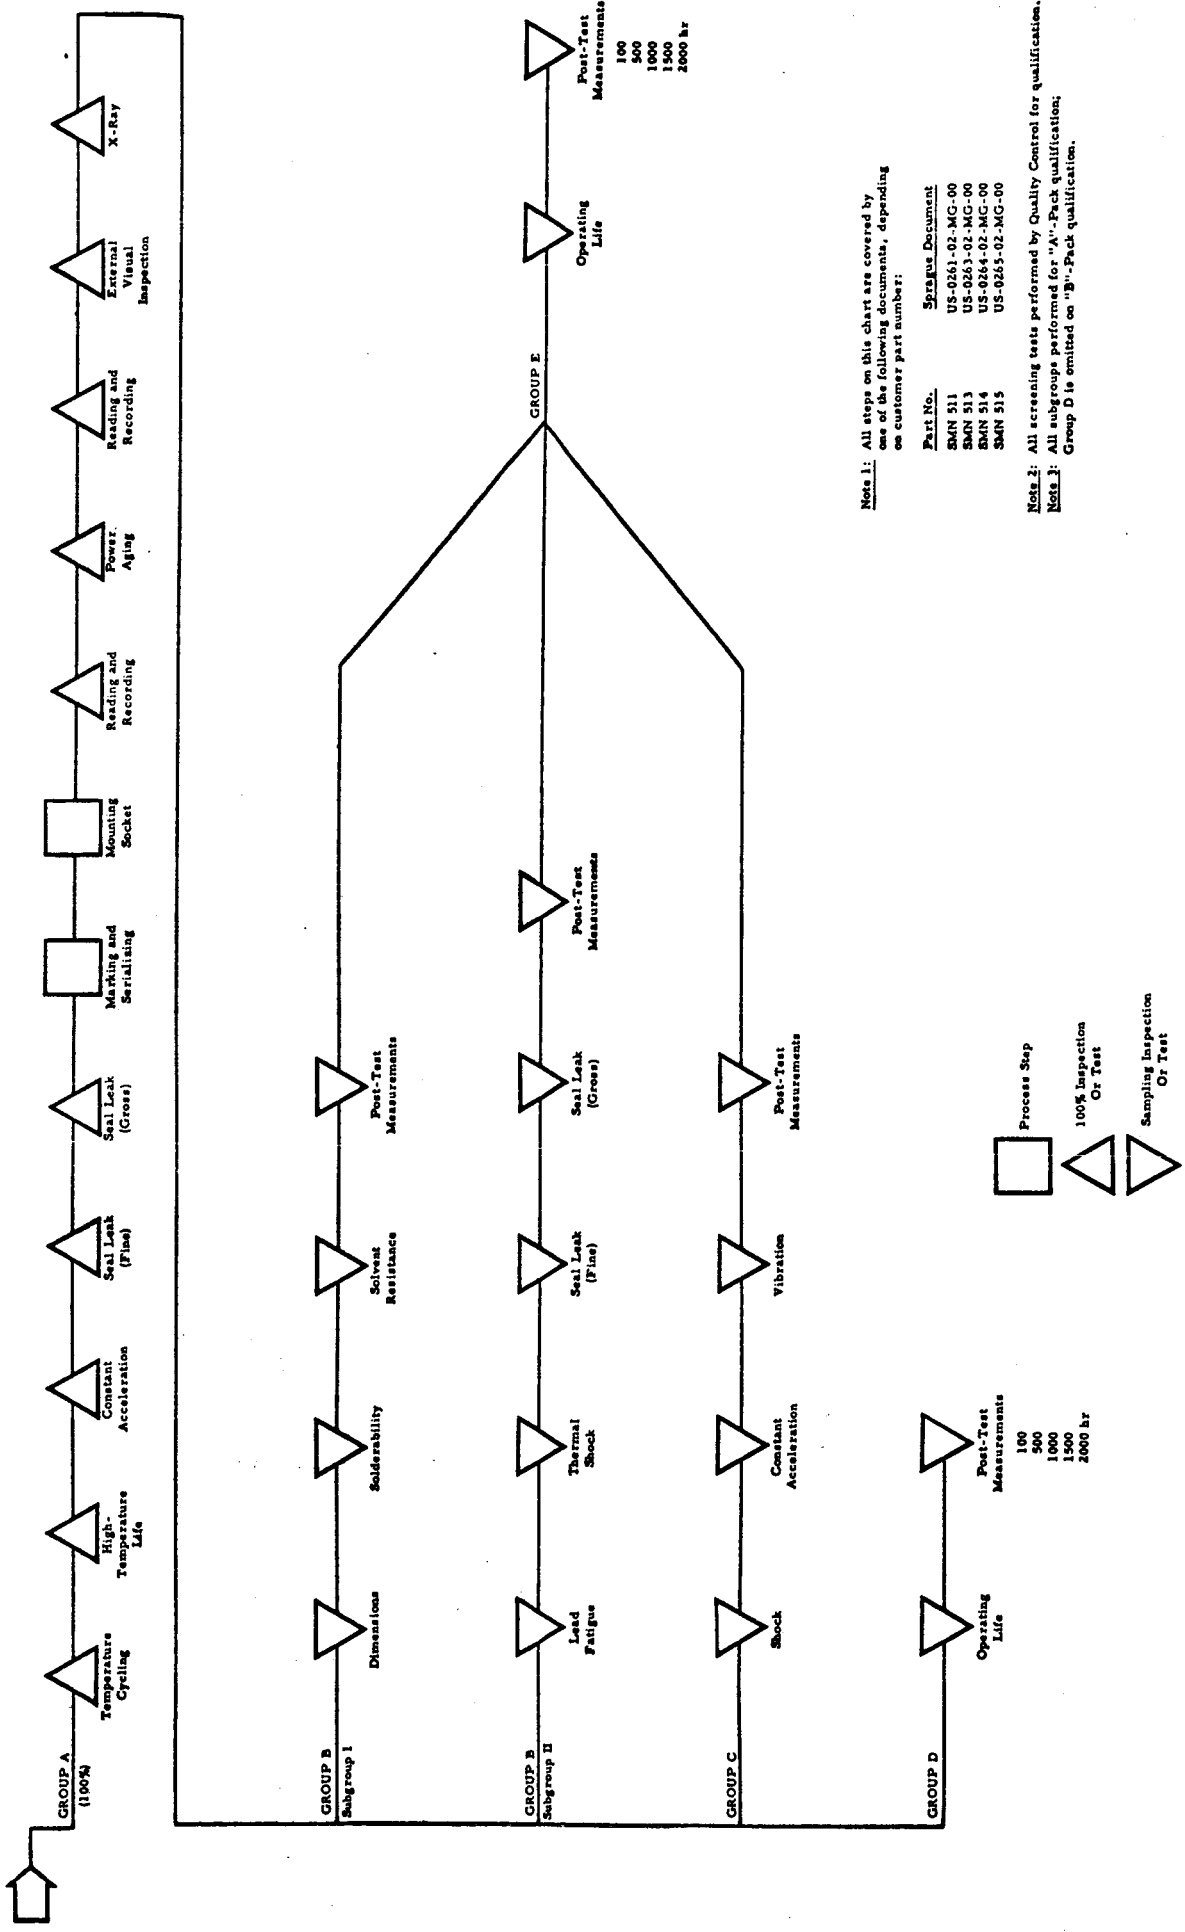 GROUP A
(100%)
Temperature
Cycling
High-
Temperature
Life
Constant
Acceleration
Seal Leak
(Fine)
Seal Leak
(Gross)
Marking and
Serializing
Mounting
Socket
Reading and
Recording
Power
Aging
Reading and
Recording
External
Visual
Inspection
X-Ray
GROUP B
Subgroup I
Dimensions
Solderability
Solvent
Resistance
Post-Test
Measurements
GROUP B
Subgroup II
Lead
Fatigue
Thermal
Shock
Seal Leak
(Fine)
Seal Leak
(Gross)
Post-Test
Measurements
GROUP E
Operating
Life
Post-Test
Measurements
100
500
1000
1500
2000 hr
GROUP C
Shock
Constant
Acceleration
Vibration
Post-Test
Measurements
GROUP D
Operating
Life
Post-Test
Measurements
100
500
1000
1500
2000 hr
Process Step
100% Inspection
Or Test
Sampling Inspection
Or Test
Note 1: All steps on this chart are covered by
one of the following documents, depending
on customer part number:
Part No. Sprague Document
SMN 511 US-0261-02-MG-00
SMN 513 US-0263-02-MG-00
SMN 514 US-0264-02-MG-00
SMN 515 US-0265-02-MG-00
Note 2: All screening tests performed by Quality Control for qualification.
Note 3: All subgroups performed for "A"-Pack qualification;
Group D is omitted on "B"-Pack qualification.